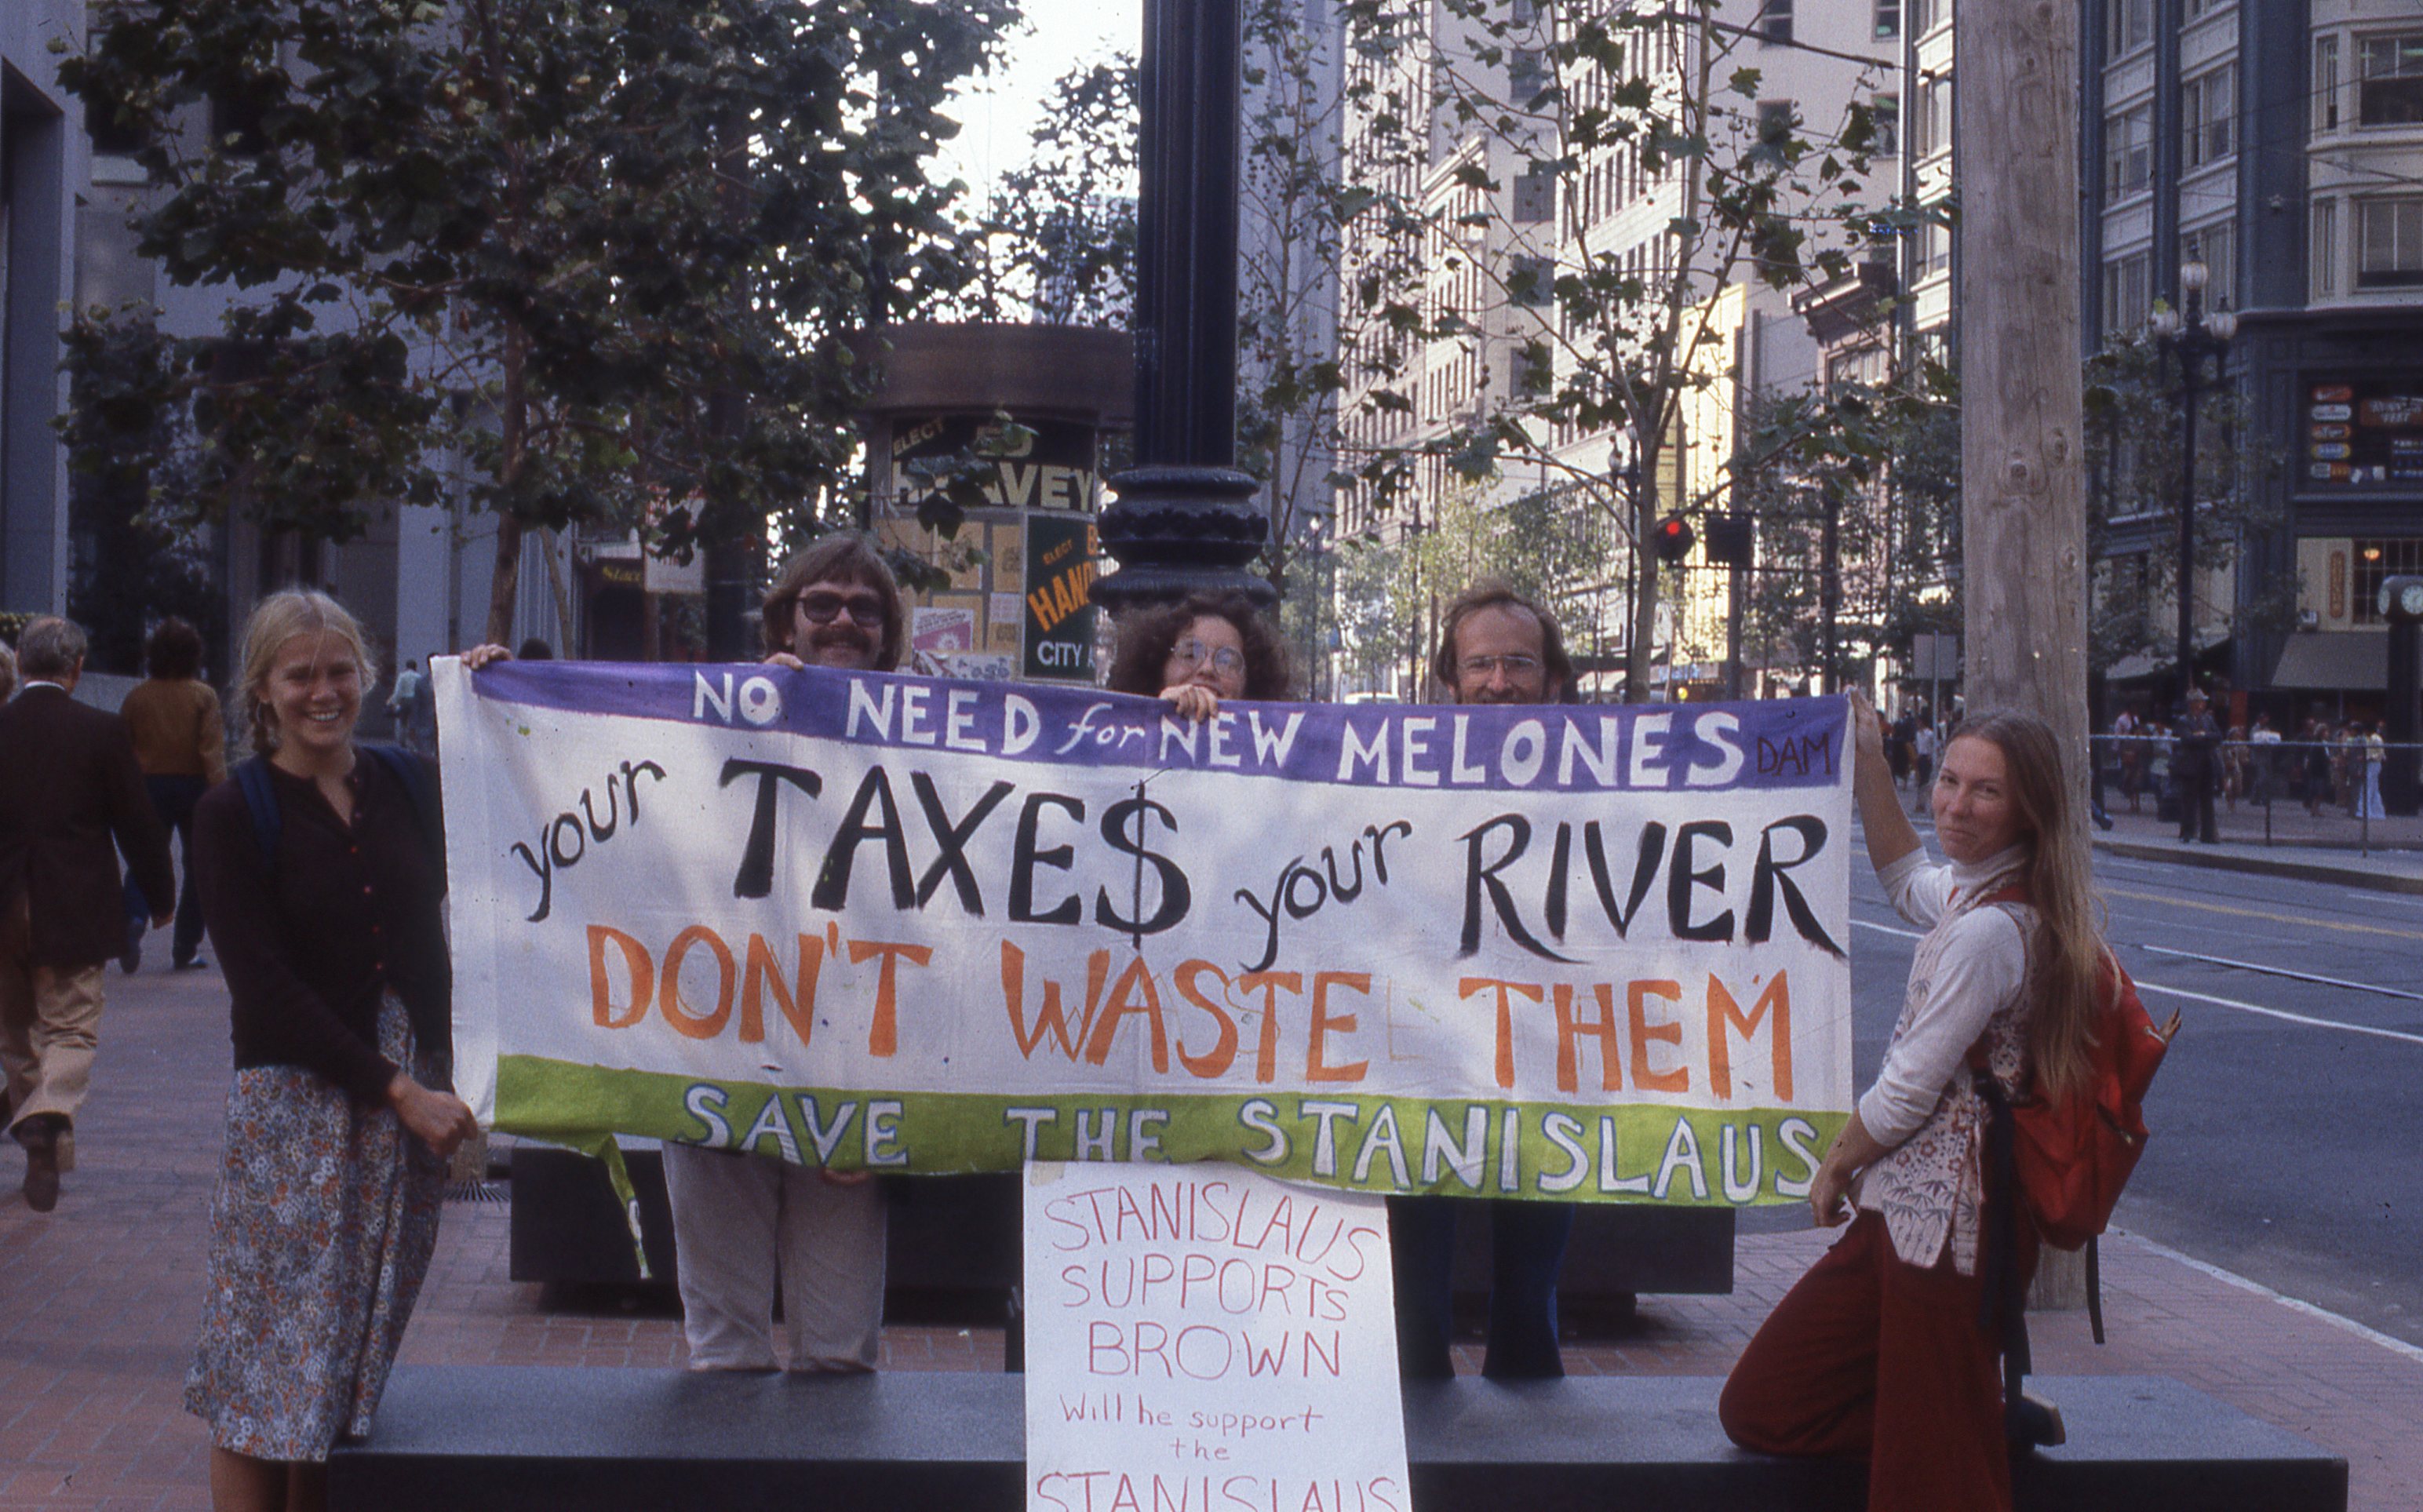 ELECT
HARVEY
ELECT
CITY
NO NEED for NEW MELONES DAM
your TAXE$ your RIVER
DON'T WASTE THEM
SAVE THE STANISLAUS
STANISLAUS
SUPPORTS
BROWN
Will he support
the
STANISLAUS